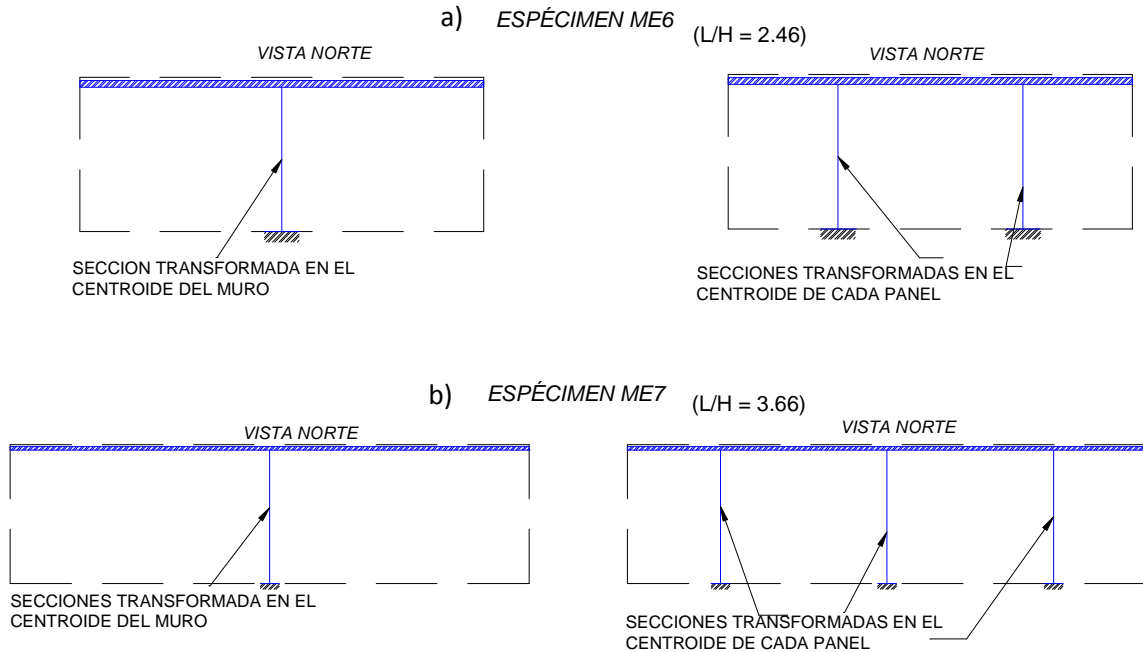 a) ESPÉCIMEN ME6
(L/H = 2.46)
VISTA NORTE
VISTA NORTE
SECCION TRANSFORMADA EN EL
CENTROIDE DEL MURO
SECCIONES TRANSFORMADAS EN EL
CENTROIDE DE CADA PANEL
b) ESPÉCIMEN ME7
(L/H = 3.66)
VISTA NORTE
VISTA NORTE
SECCIONES TRANSFORMADA EN EL
CENTROIDE DEL MURO
SECCIONES TRANSFORMADAS EN EL
CENTROIDE DE CADA PANEL